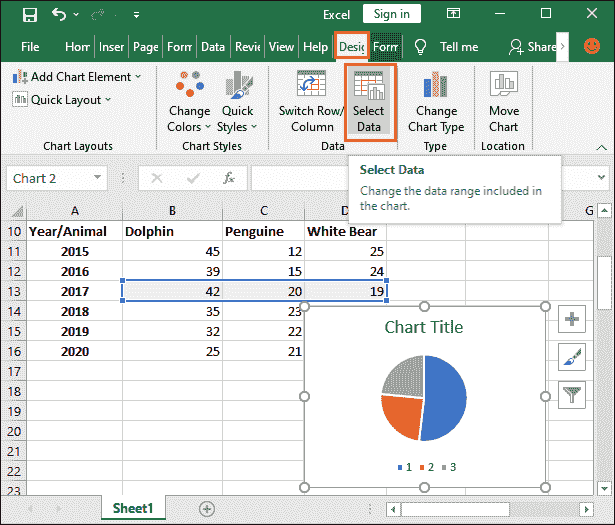 Excel Sign in
File Hom Inser Page Form Data Revie View Help Desig Form Tell me Share
Add Chart Element
Quick Layout
Change Colors
Quick Styles
Switch Row/ Column
Select Data
Change Chart Type
Move Chart
Chart Layouts Chart Styles Data Type Location
Select Data
Change the data range included in
the chart.
Chart 2 fx
A B C D G
10 Year/Animal Dolphin Penguine White Bear
11 2015 45 12 25
12 2016 39 15 24
13 2017 42 20 19
14 2018 35 23
15 2019 32 22
16 2020 25 21
17
18
19
20
21
22
23
Chart Title
1 2 3
Sheet1